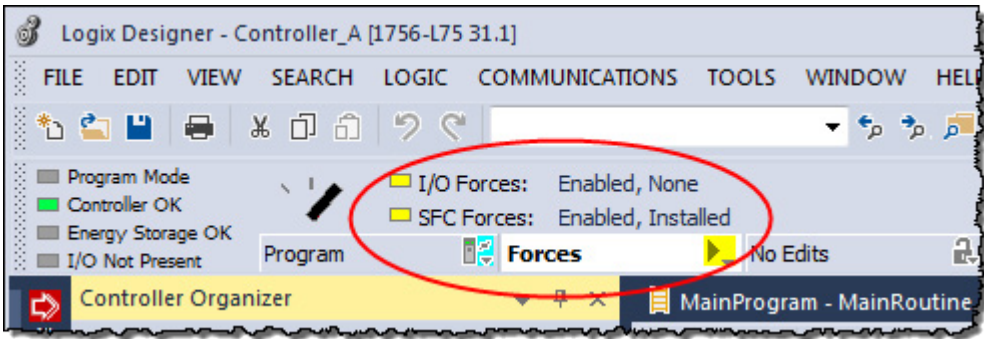 Logix Designer - Controller_A [1756-L75 31.1]
FILE EDIT VIEW SEARCH LOGIC COMMUNICATIONS TOOLS WINDOW HELP
Program Mode
Controller OK
Energy Storage OK
I/O Not Present
I/O Forces: Enabled, None
SFC Forces: Enabled, Installed
Program Forces No Edits
Controller Organizer
MainProgram - MainRoutine